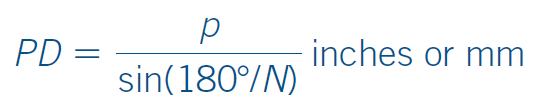 PD = p / sin(180°/N) inches or mm